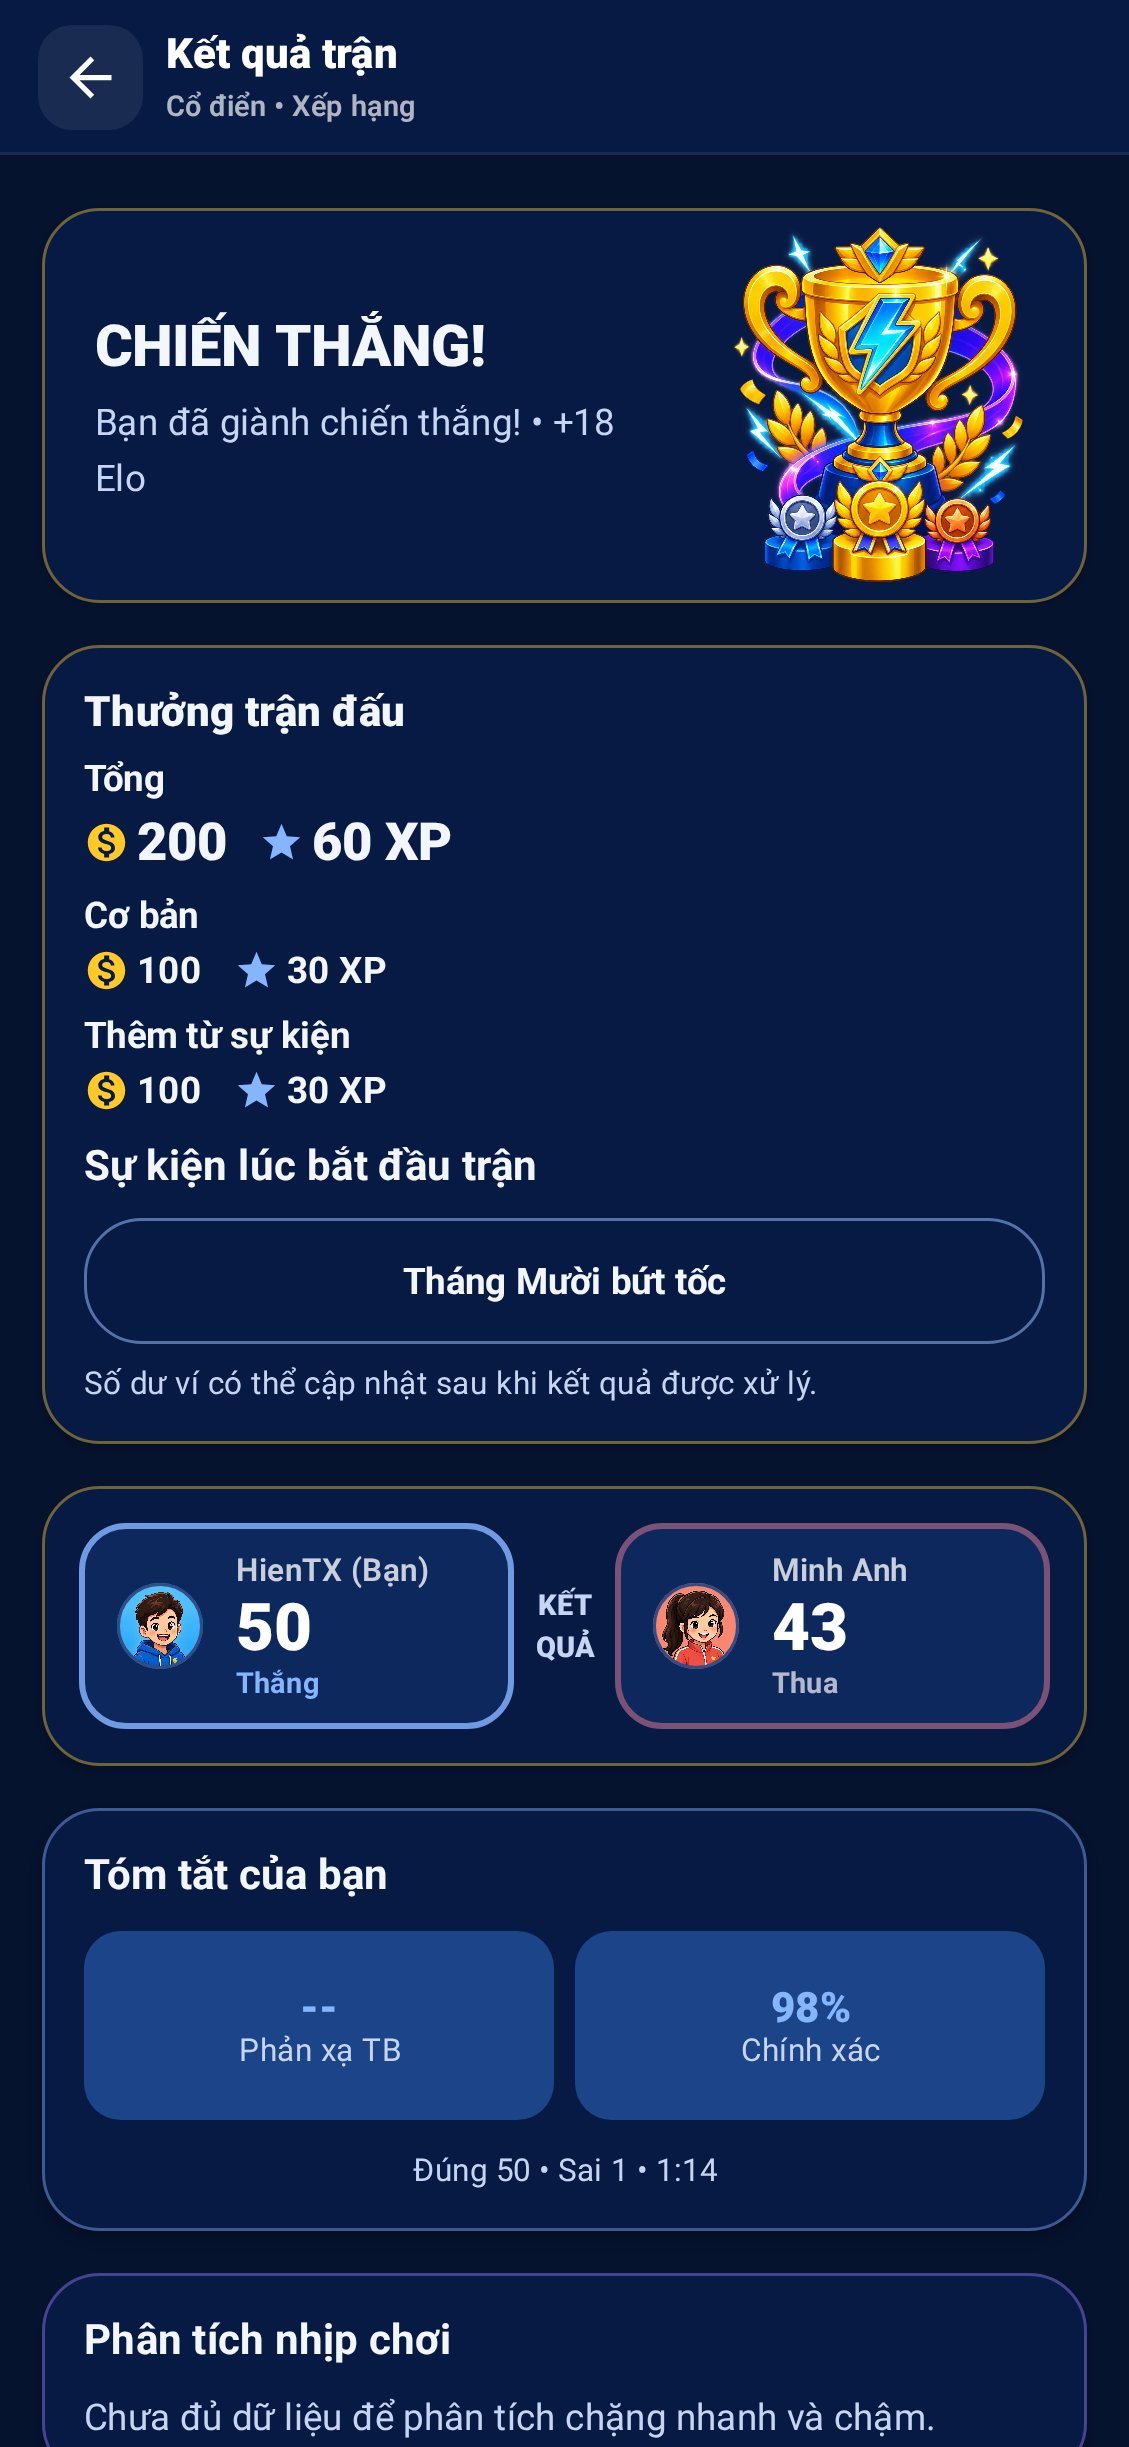 Kết quả trận
Cổ điển • Xếp hạng
CHIẾN THẮNG!
Bạn đã giành chiến thắng! • +18
Elo
Thưởng trận đấu
Tổng
200 60 XP
Cơ bản
100 30 XP
Thêm từ sự kiện
100 30 XP
Sự kiện lúc bắt đầu trận
Tháng Mười bứt tốc
Số dư ví có thể cập nhật sau khi kết quả được xử lý.
HienTX (Bạn)
50
Thắng
KẾT
QUẢ
Minh Anh
43
Thua
Tóm tắt của bạn
--
Phản xạ TB
98%
Chính xác
Đúng 50 • Sai 1 • 1:14
Phân tích nhịp chơi
Chưa đủ dữ liệu để phân tích chặng nhanh và chậm.